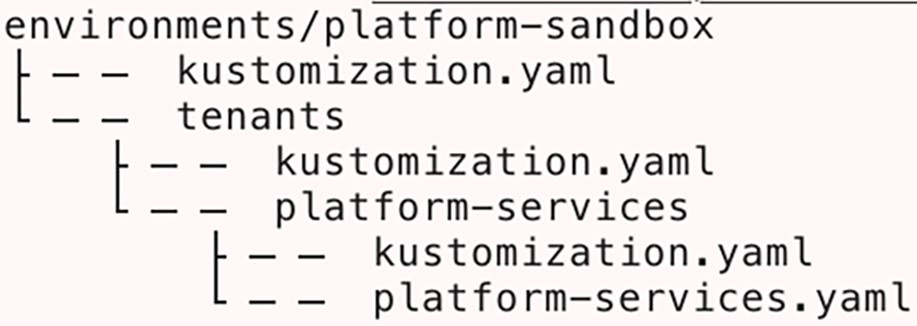 environments/platform-sandbox
├── kustomization.yaml
└── tenants
    ├── kustomization.yaml
    └── platform-services
        ├── kustomization.yaml
        └── platform-services.yaml